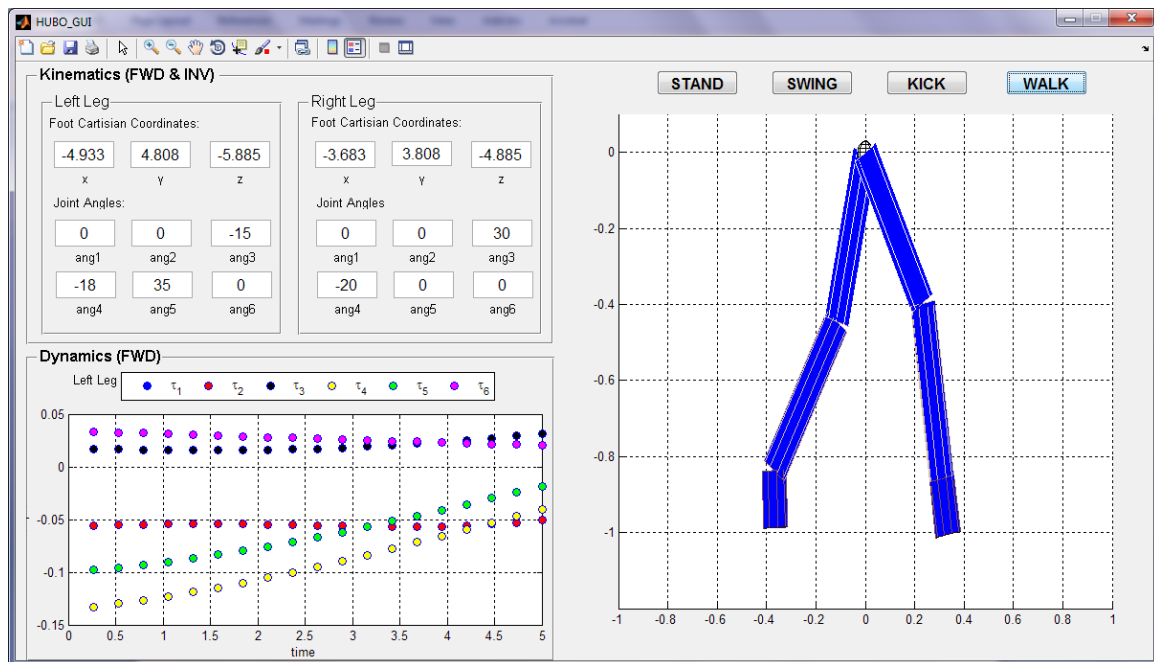 HUBO_GUI
Kinematics (FWD & INV)
Left Leg
Foot Cartisian Coordinates:
-4.933 4.808 -5.885
x y z
Joint Angles:
0 0 -15
ang1 ang2 ang3
-18 35 0
ang4 ang5 ang6
Right Leg
Foot Cartisian Coordinates:
-3.683 3.808 -4.885
x y z
Joint Angles
0 0 30
ang1 ang2 ang3
-20 0 0
ang4 ang5 ang6
Dynamics (FWD)
Left Leg τ1 τ2 τ3 τ4 τ5 τ6
0.05
0
-0.05
-0.1
-0.15
0 0.5 1 1.5 2 2.5 3 3.5 4 4.5 5
time
STAND SWING KICK WALK
0
-0.2
-0.4
-0.6
-0.8
-1
-1 -0.8 -0.6 -0.4 -0.2 0 0.2 0.4 0.6 0.8 1